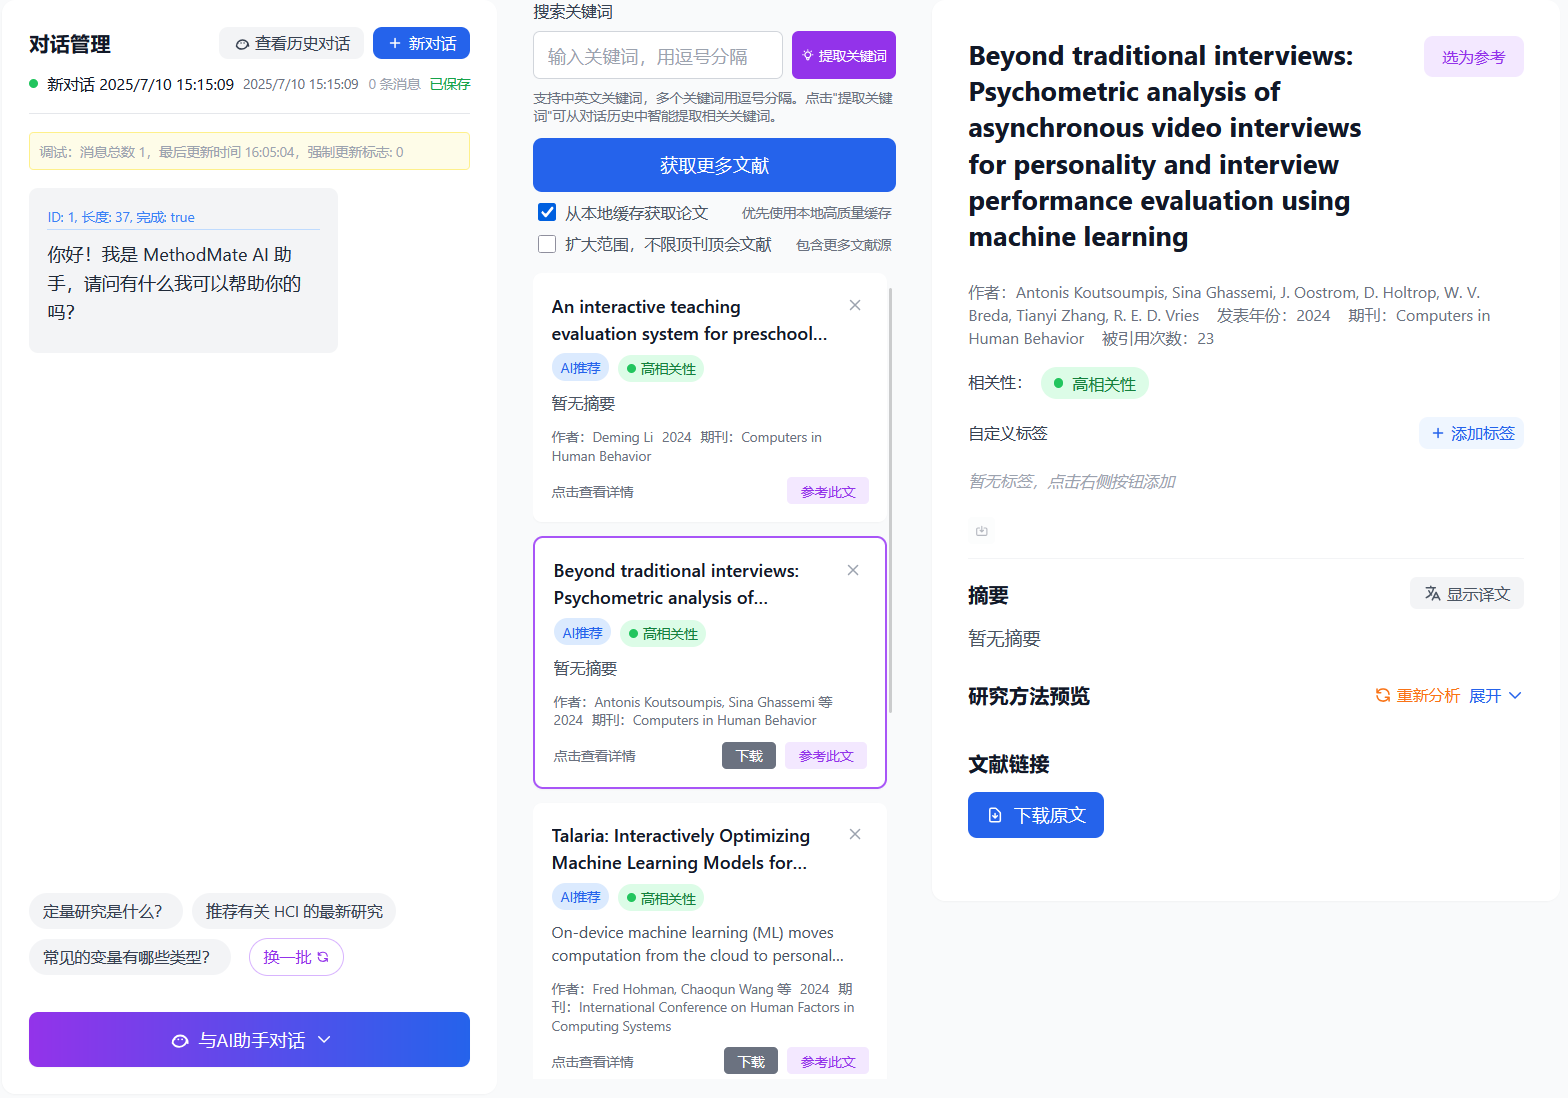 对话管理
查看历史对话
+ 新对话
新对话 2025/7/10 15:15:09 2025/7/10 15:15:09 0 条消息 已保存
调试：消息总数 1，最后更新时间 16:05:04，强制更新标志: 0
ID: 1, 长度: 37, 完成: true
你好！我是 MethodMate AI 助
手，请问有什么我可以帮助你的
吗？
定量研究是什么？
推荐有关 HCI 的最新研究
常见的变量有哪些类型？
换一批
与AI助手对话
搜索关键词
输入关键词，用逗号分隔
提取关键词
支持中英文关键词，多个关键词用逗号分隔。点击"提取关键
词"可从对话历史中智能提取相关关键词。
获取更多文献
从本地缓存获取论文 优先使用本地高质量缓存
扩大范围，不限顶刊顶会文献 包含更多文献源
An interactive teaching
evaluation system for preschool...
AI推荐 高相关性
暂无摘要
作者：Deming Li 2024 期刊：Computers in
Human Behavior
点击查看详情 参考此文
Beyond traditional interviews:
Psychometric analysis of...
AI推荐 高相关性
暂无摘要
作者：Antonis Koutsoumpis, Sina Ghassemi 等
2024 期刊：Computers in Human Behavior
点击查看详情 下载 参考此文
Talaria: Interactively Optimizing
Machine Learning Models for...
AI推荐 高相关性
On-device machine learning (ML) moves
computation from the cloud to personal...
作者：Fred Hohman, Chaoqun Wang 等 2024 期
刊：International Conference on Human Factors in
Computing Systems
点击查看详情 下载 参考此文
Beyond traditional interviews:
Psychometric analysis of
asynchronous video interviews
for personality and interview
performance evaluation using
machine learning
选为参考
作者：Antonis Koutsoumpis, Sina Ghassemi, J. Oostrom, D. Holtrop, W. V.
Breda, Tianyi Zhang, R. E. D. Vries 发表年份：2024 期刊：Computers in
Human Behavior 被引用次数：23
相关性： 高相关性
自定义标签 + 添加标签
暂无标签，点击右侧按钮添加
摘要 显示译文
暂无摘要
研究方法预览 重新分析 展开
文献链接
下载原文